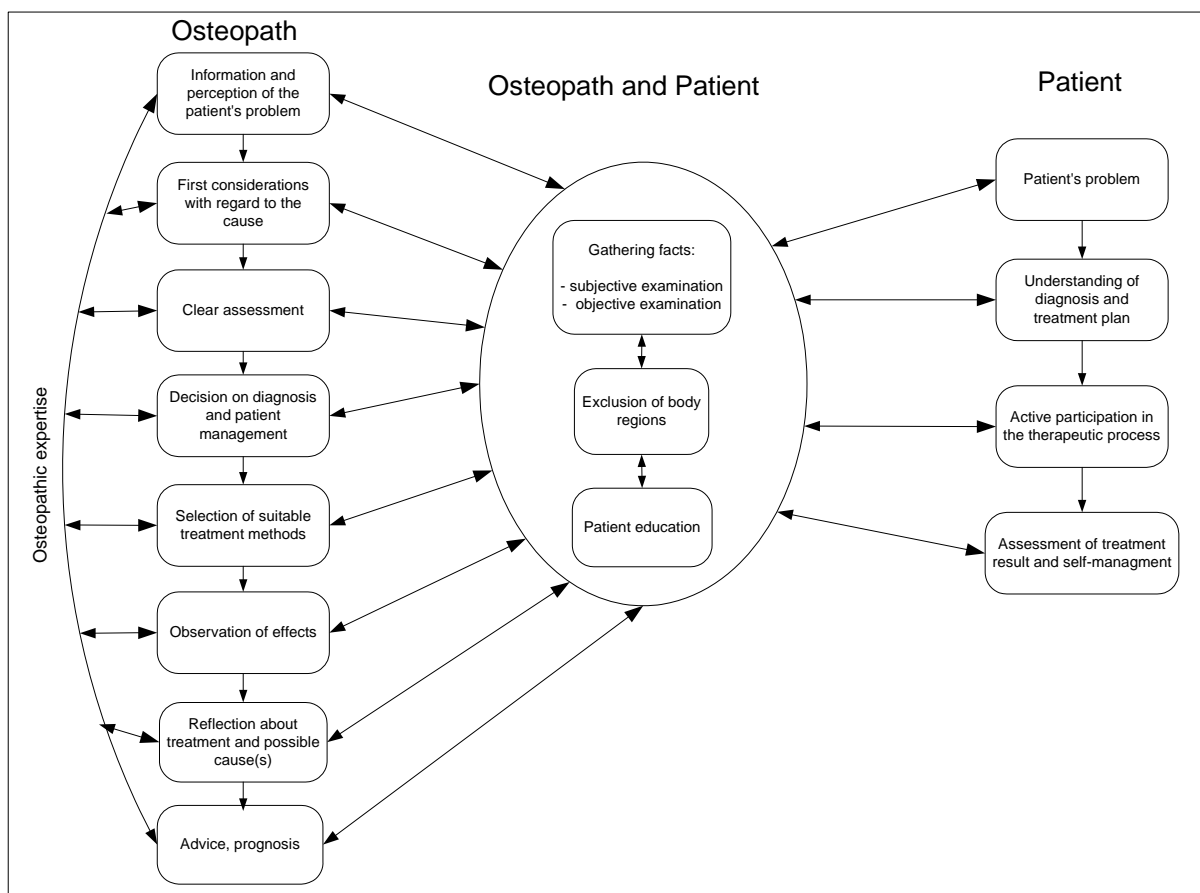 Osteopath
Information and
perception of the
patient's problem
First considerations
with regard to the
cause
Clear assessment
Decision on diagnosis
and patient
management
Selection of suitable
treatment methods
Observation of effects
Reflection about
treatment and possible
cause(s)
Advice, prognosis
Osteopathic expertise
Osteopath and Patient
Gathering facts:
- subjective examination
- objective examination
Exclusion of body
regions
Patient education
Patient
Patient's problem
Understanding of
diagnosis and
treatment plan
Active participation in
the therapeutic process
Assessment of treatment
result and self-managment